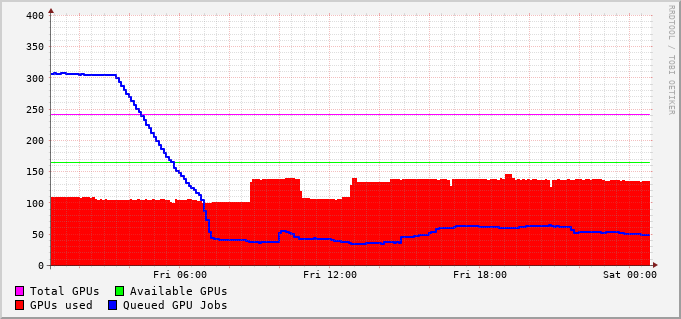 400
350
300
250
200
150
100
50
0
Fri 06:00 Fri 12:00 Fri 18:00 Sat 00:00
Total GPUs Available GPUs
GPUs used Queued GPU Jobs
RRDTOOL / TOBI OETIKER